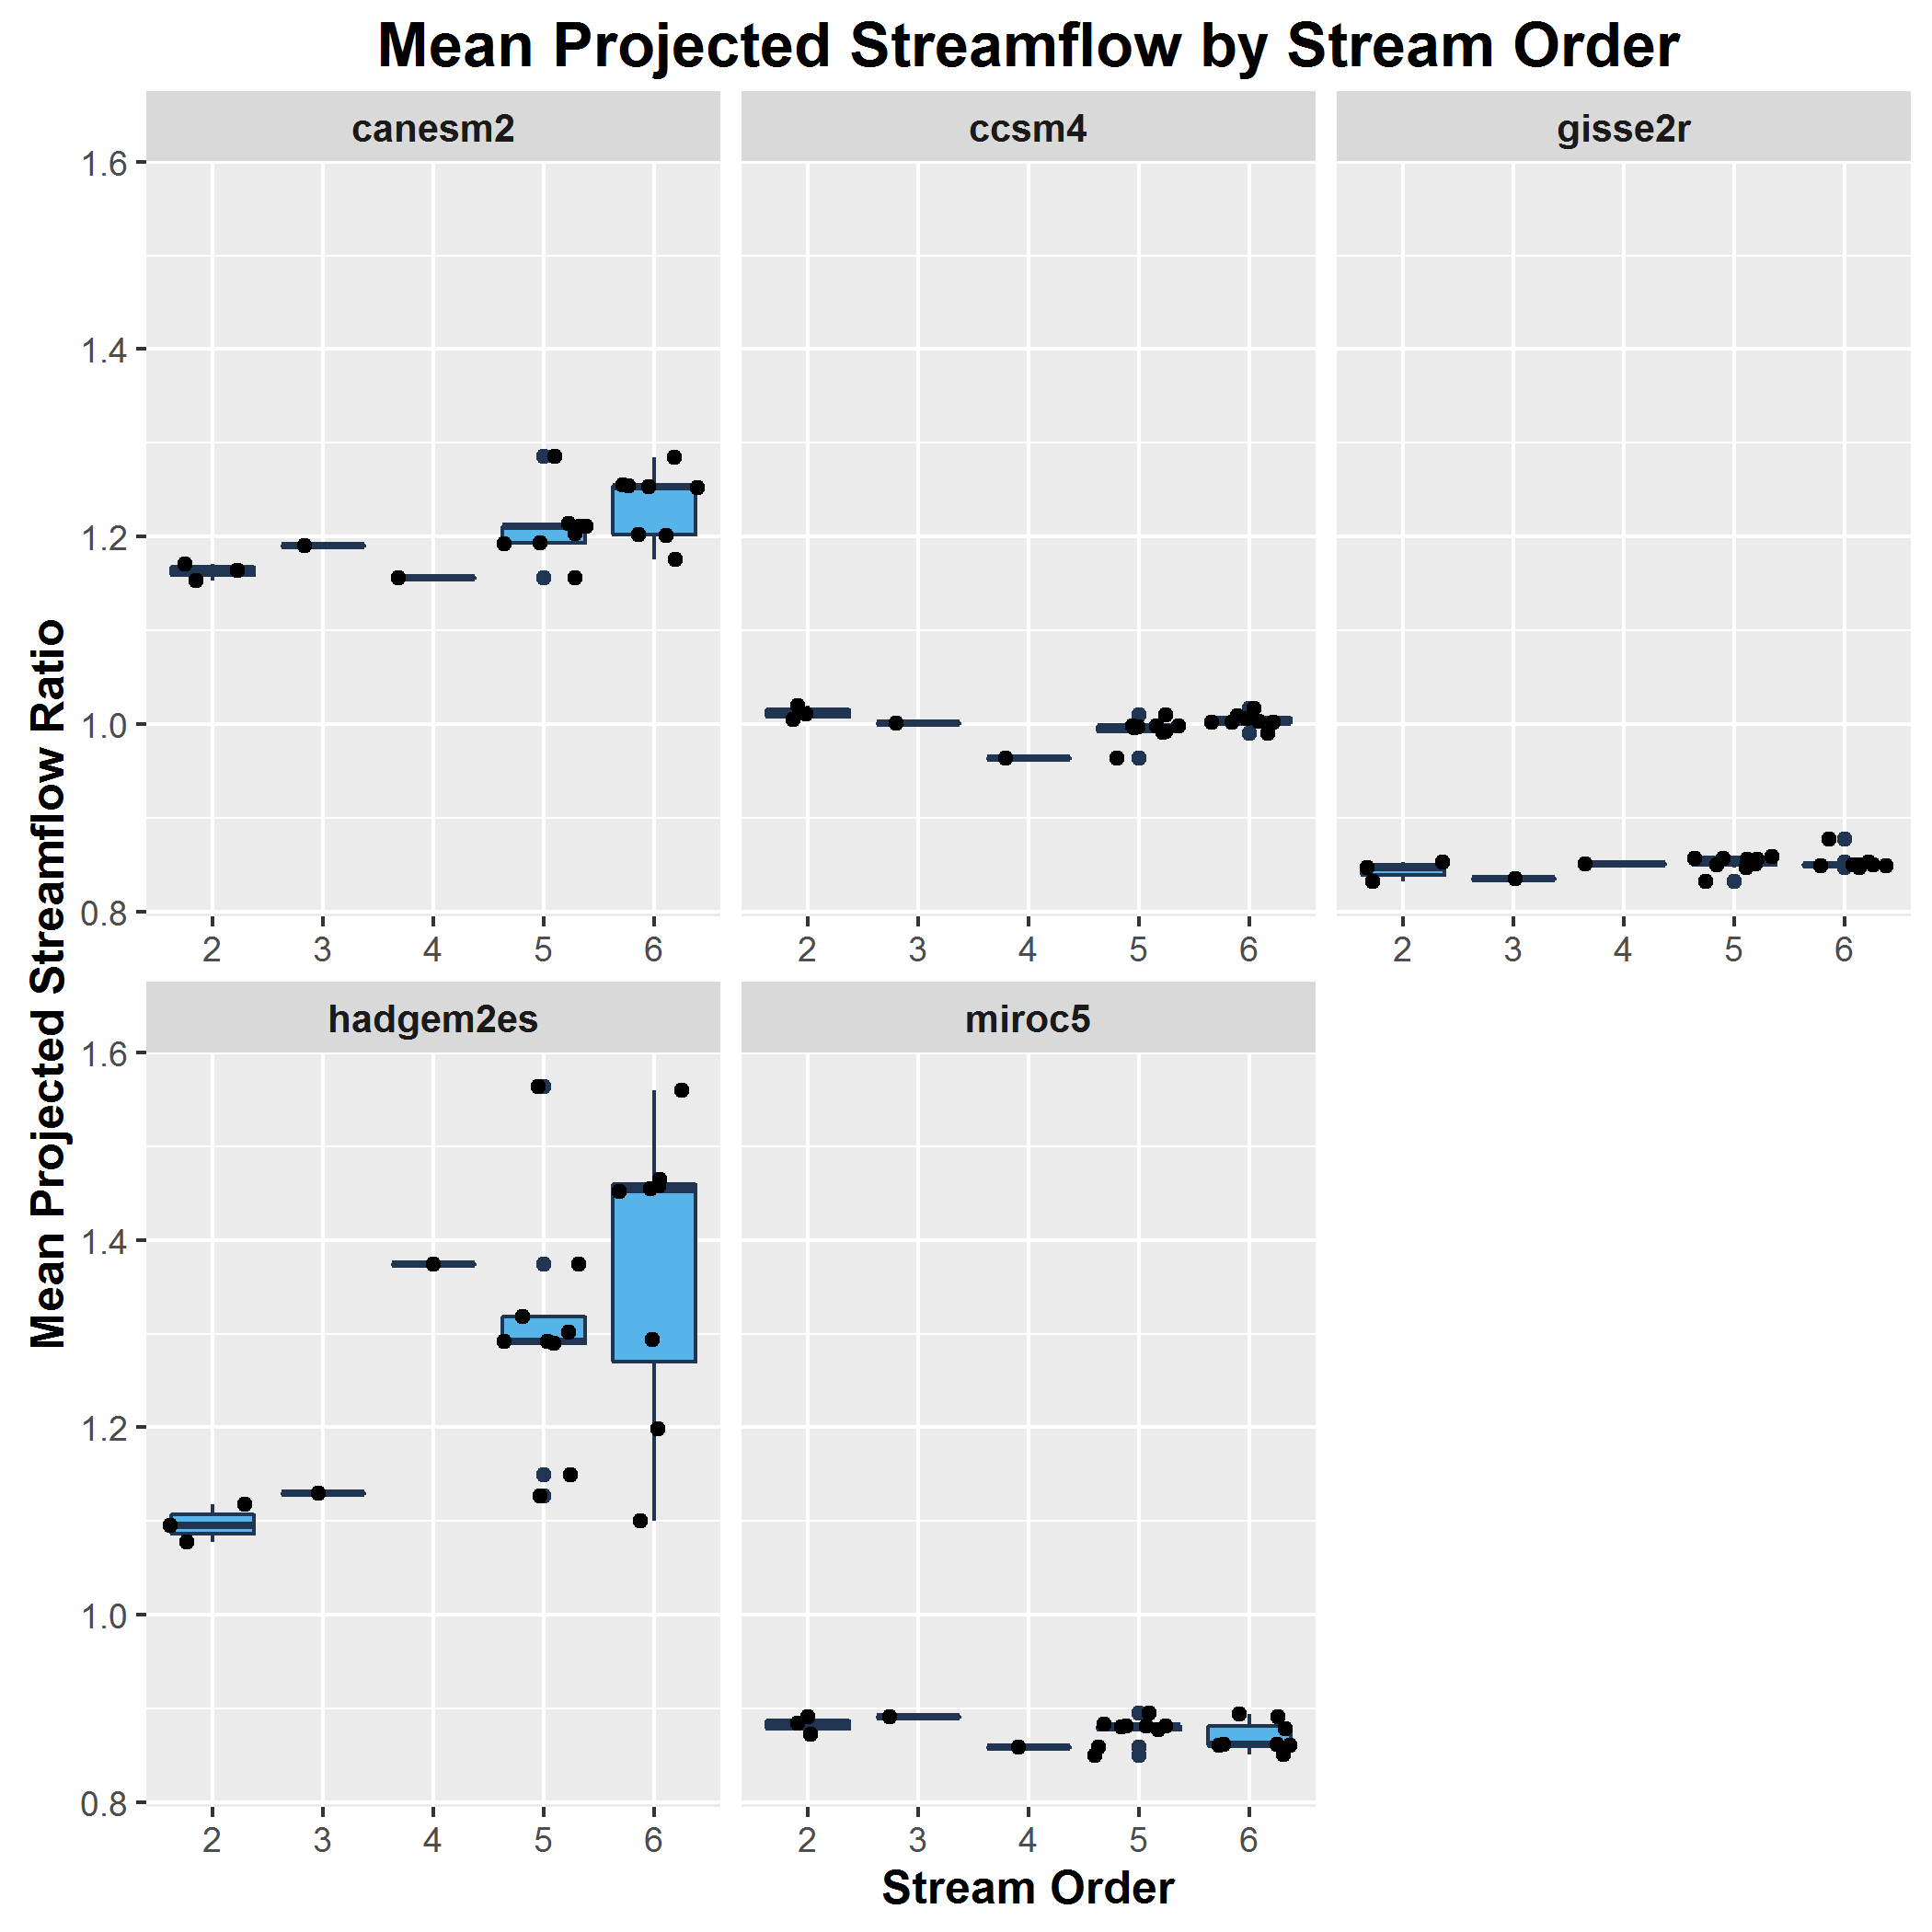 Mean Projected Streamflow by Stream Order
canesm2 ccsm4 gisse2r
1.6
1.4
1.2
1.0
0.8
2 3 4 5 6 2 3 4 5 6 2 3 4 5 6
Mean Projected Streamflow Ratio
hadgem2es miroc5
1.6
1.4
1.2
1.0
0.8
2 3 4 5 6 2 3 4 5 6
Stream Order